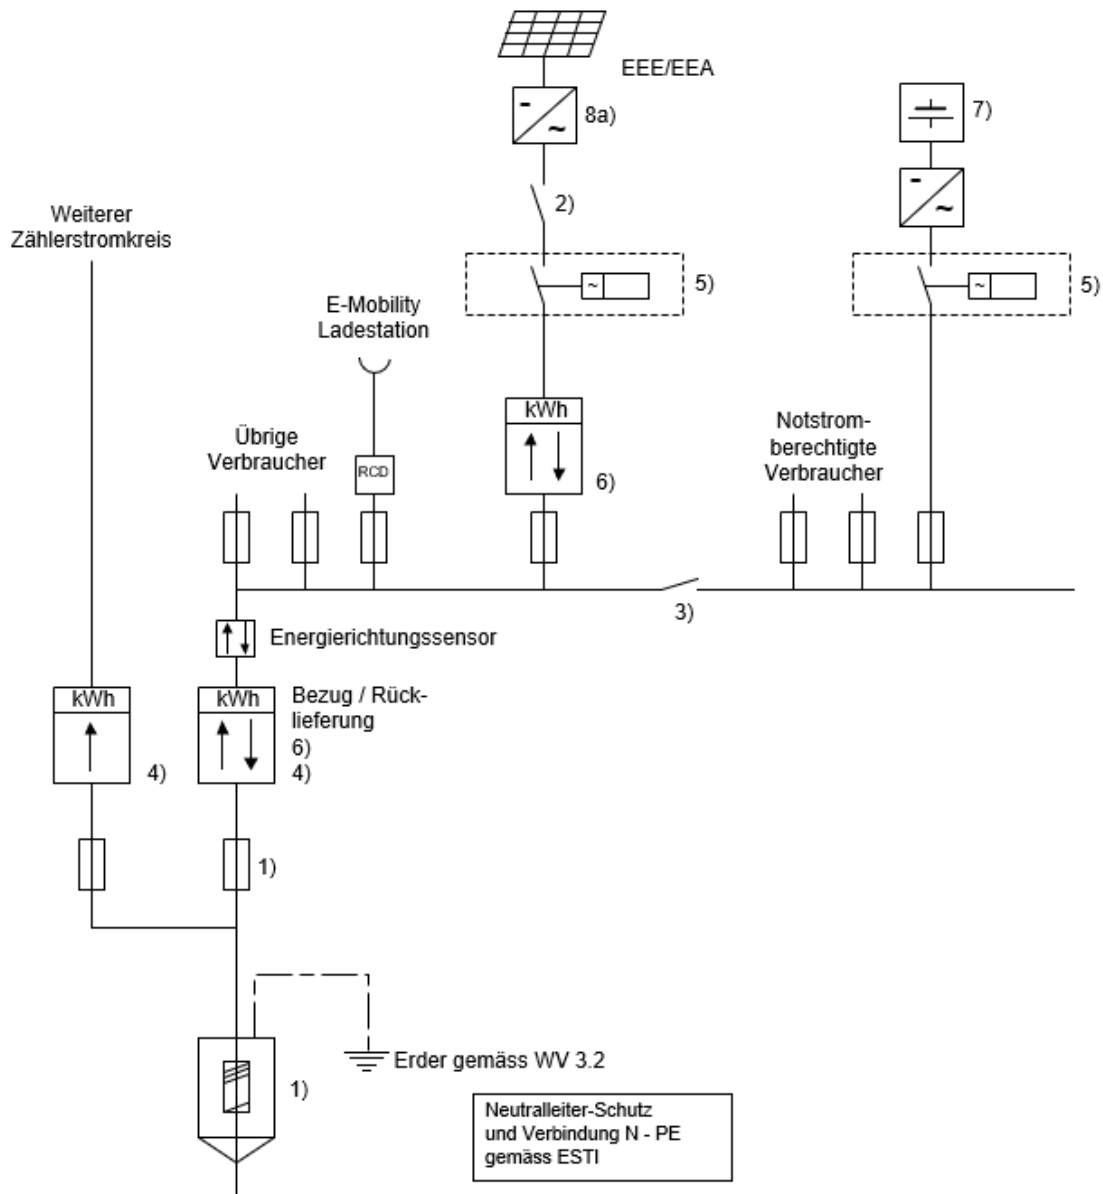 EEE/EEA
-
~
8a)
7)
-
~
2)
Weiterer
Zählerstromkreis
~
5)
~
5)
E-Mobility
Ladestation
kWh
6)
Übrige
Verbraucher
RCD
Notstrom-
berechtigte
Verbraucher
3)
Energierichtungssensor
kWh
4)
kWh
Bezug / Rück-
lieferung
6)
4)
1)
1)
Erder gemäss WV 3.2
Neutralleiter-Schutz
und Verbindung N - PE
gemäss ESTI